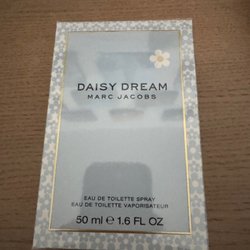 DAISY DREAM
MARC JACOBS
EAU DE TOILETTE SPRAY
EAU DE TOILETTE VAPORISATEUR
50 ml ℮ 1.6 FL OZ